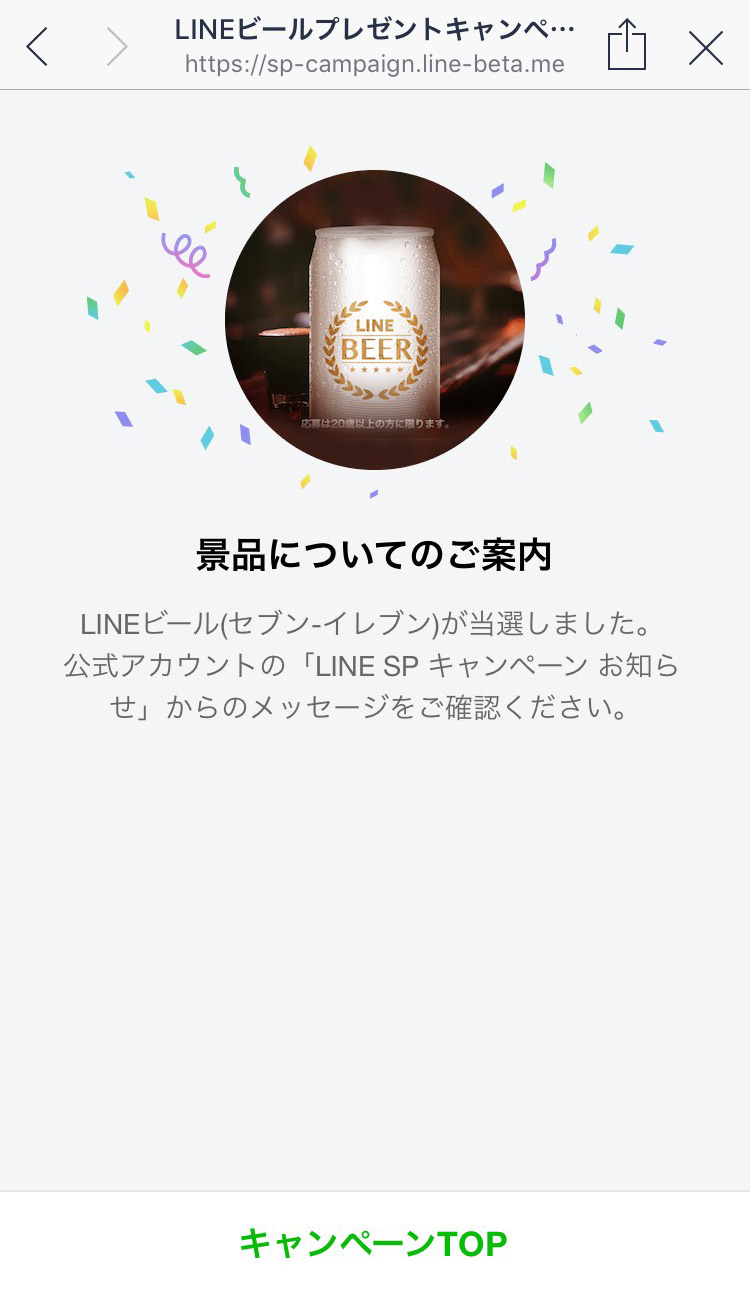 LINEビールプレゼントキャンペ…
https://sp-campaign.line-beta.me
LINE
BEER
応募は20歳以上の方に限ります。
景品についてのご案内
LINEビール(セブン-イレブン)が当選しました。
公式アカウントの「LINE SP キャンペーン お知ら
せ」からのメッセージをご確認ください。
キャンペーンTOP